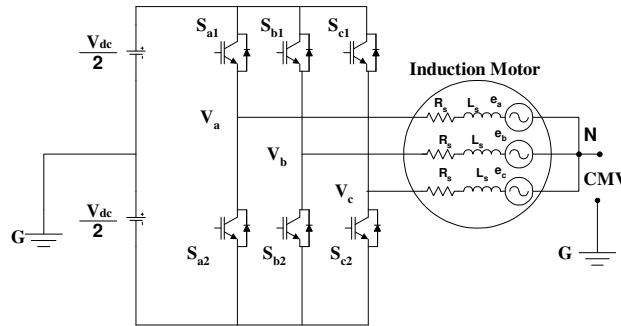 S_a1 S_b1 S_c1
V_dc
2
Induction Motor
R_s L_s e_a
V_a
N
R_s L_s e_b
V_b
CMV
R_s L_s e_c
V_c
V_dc
2
G
G
S_a2 S_b2 S_c2